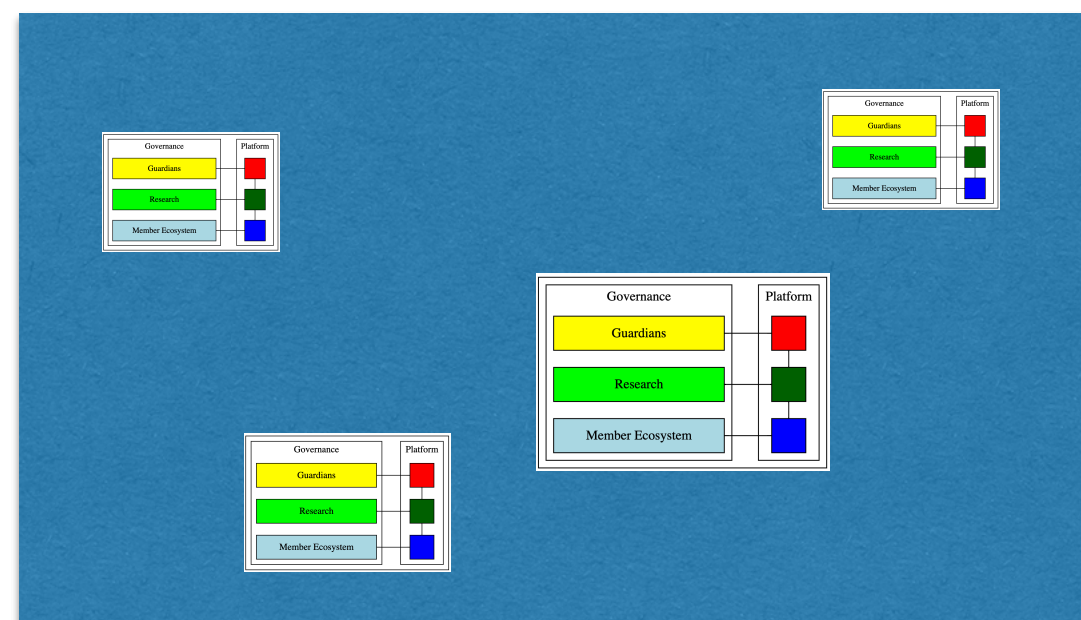 Governance Platform
Guardians
Research
Member Ecosystem
Governance Platform
Guardians
Research
Member Ecosystem
Governance Platform
Guardians
Research
Member Ecosystem
Governance Platform
Guardians
Research
Member Ecosystem